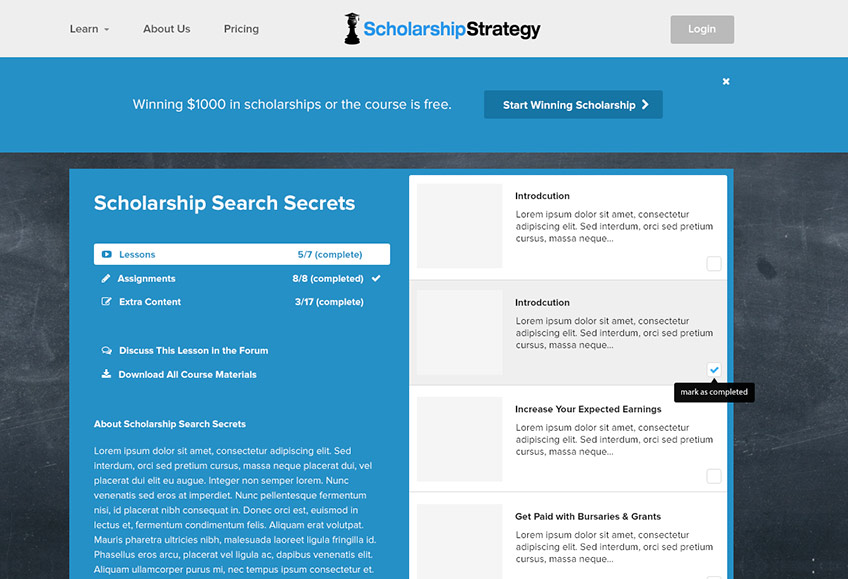 Learn
About Us
Pricing
ScholarshipStrategy
Login
Winning $1000 in scholarships or the course is free.
Start Winning Scholarship
Scholarship Search Secrets
Lessons 5/7 (complete)
Assignments 8/8 (completed)
Extra Content 3/17 (complete)
Discuss This Lesson in the Forum
Download All Course Materials
About Scholarship Search Secrets
Lorem ipsum dolor sit amet, consectetur adipiscing elit. Sed
interdum, orci sed pretium cursus, massa neque placerat dui, vel
placerat dui elit eu augue. Integer non semper lorem. Nunc
venenatis sed eros at imperdiet. Nunc pellentesque fermentum
nisi, id placerat nibh consequat in. Donec orci est, euismod in
lectus et, fermentum condimentum felis. Aliquam erat volutpat.
Mauris pharetra ultricies nibh, malesuada laoreet ligula fringilla id.
Phasellus eros arcu, placerat vel ligula ac, dapibus venenatis elit.
Aliquam ullamcorper purus mi, nec tempus ipsum consectetur et.
Introdcution
Lorem ipsum dolor sit amet, consectetur
adipiscing elit. Sed interdum, orci sed pretium
cursus, massa neque...
Introdcution
Lorem ipsum dolor sit amet, consectetur
adipiscing elit. Sed interdum, orci sed pretium
cursus, massa neque...
mark as completed
Increase Your Expected Earnings
Lorem ipsum dolor sit amet, consectetur
adipiscing elit. Sed interdum, orci sed pretium
cursus, massa neque...
Get Paid with Bursaries & Grants
Lorem ipsum dolor sit amet, consectetur
adipiscing elit. Sed interdum, orci sed pretium
cursus, massa neque...